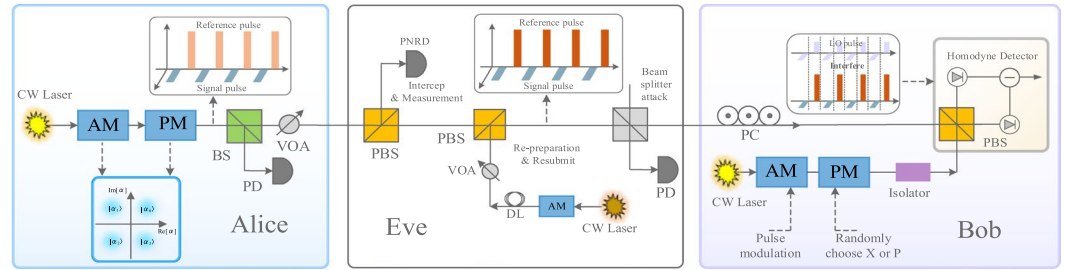 Reference pulse
Signal pulse
CW Laser
AM
PM
BS
VOA
PD
Im[α]
Re[α]
|α₁⟩
|α₃⟩
Alice
PNRD
Intercep
& Measurement
PBS
Reference pulse
Signal pulse
Beam
splitter
attack
PBS
Re-preparation &
Resubmit
VOA
DL
AM
CW Laser
PD
Eve
LO pulse
Interfere
Homodyne Detector
PC
PBS
CW Laser
AM
PM
Isolator
Pulse
modulation
Randomly
choose X or P
Bob